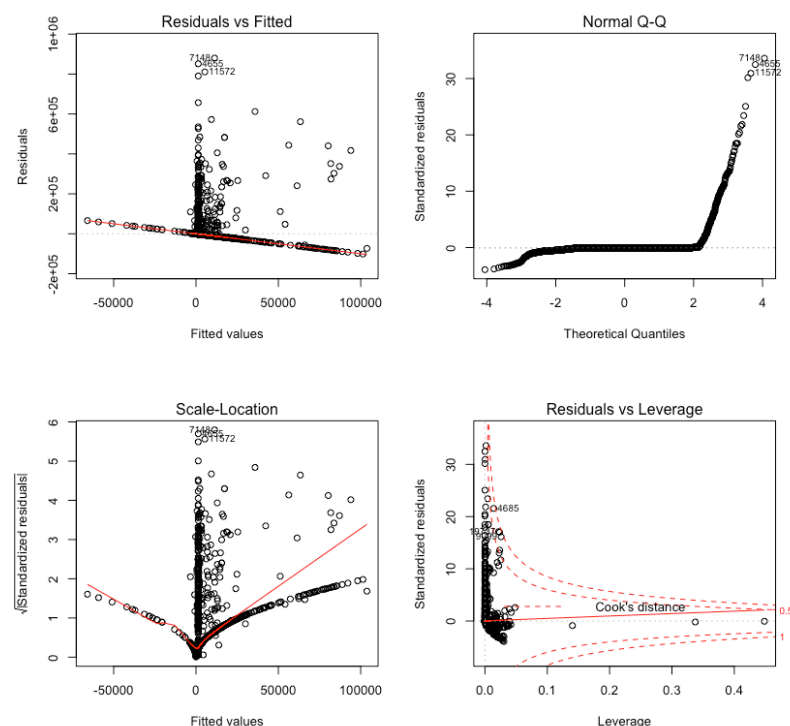 Residuals vs Fitted
Residuals
1e+06
6e+05
2e+05
-2e+05
7148
4655
11572
-50000 0 50000 100000
Fitted values
Normal Q-Q
Standardized residuals
30
20
10
0
7148
4655
11572
-4 -2 0 2 4
Theoretical Quantiles
Scale-Location
√|Standardized residuals|
6
5
4
3
2
1
0
7148
4655
11572
-50000 0 50000 100000
Fitted values
Residuals vs Leverage
Standardized residuals
30
20
10
0
4685
Cook's distance
0.5
1
0.0 0.1 0.2 0.3 0.4
Leverage